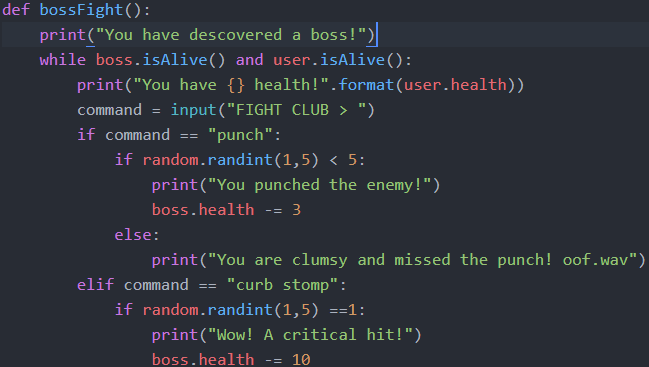 def bossFight():
    print("You have descovered a boss!")
    while boss.isAlive() and user.isAlive():
        print("You have {} health!".format(user.health))
        command = input("FIGHT CLUB > ")
        if command == "punch":
            if random.randint(1,5) < 5:
                print("You punched the enemy!")
                boss.health -= 3
            else:
                print("You are clumsy and missed the punch! oof.wav")
        elif command == "curb stomp":
            if random.randint(1,5) ==1:
                print("Wow! A critical hit!")
                boss.health -= 10